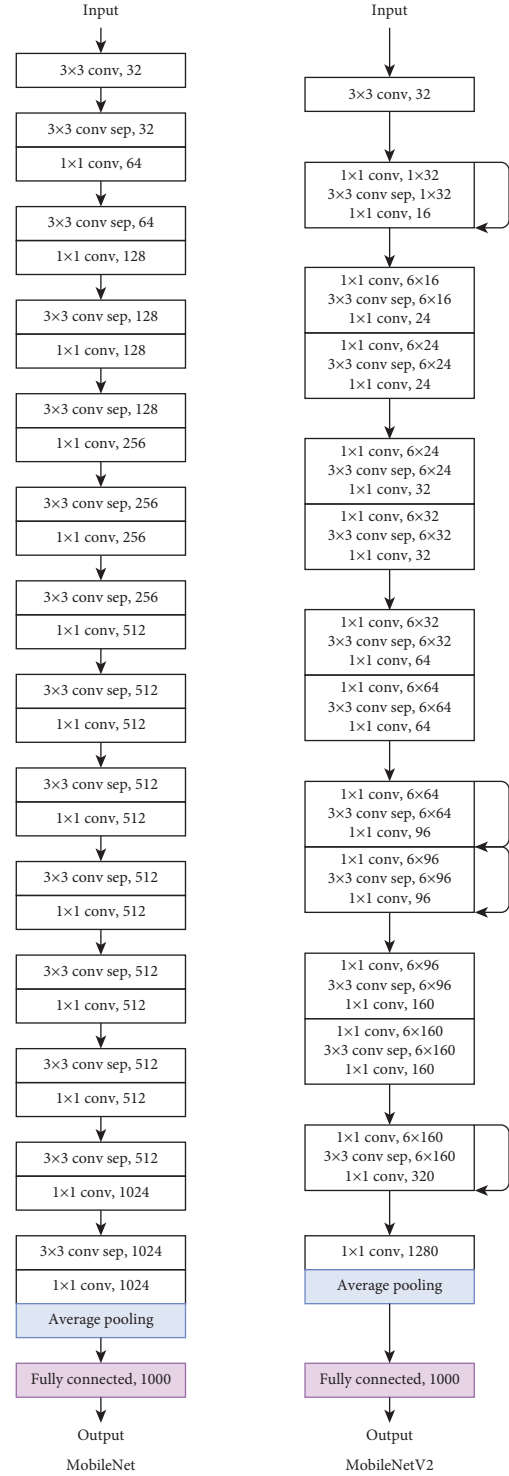 Input
3×3 conv, 32
3×3 conv sep, 32
1×1 conv, 64
3×3 conv sep, 64
1×1 conv, 128
3×3 conv sep, 128
1×1 conv, 128
3×3 conv sep, 128
1×1 conv, 256
3×3 conv sep, 256
1×1 conv, 256
3×3 conv sep, 256
1×1 conv, 512
3×3 conv sep, 512
1×1 conv, 512
3×3 conv sep, 512
1×1 conv, 512
3×3 conv sep, 512
1×1 conv, 512
3×3 conv sep, 512
1×1 conv, 512
3×3 conv sep, 512
1×1 conv, 512
3×3 conv sep, 512
1×1 conv, 1024
3×3 conv sep, 1024
1×1 conv, 1024
Average pooling
Fully connected, 1000
Output
MobileNet
Input
3×3 conv, 32
1×1 conv, 1×32
3×3 conv sep, 1×32
1×1 conv, 16
1×1 conv, 6×16
3×3 conv sep, 6×16
1×1 conv, 24
1×1 conv, 6×24
3×3 conv sep, 6×24
1×1 conv, 24
1×1 conv, 6×24
3×3 conv sep, 6×24
1×1 conv, 32
1×1 conv, 6×32
3×3 conv sep, 6×32
1×1 conv, 32
1×1 conv, 6×32
3×3 conv sep, 6×32
1×1 conv, 64
1×1 conv, 6×64
3×3 conv sep, 6×64
1×1 conv, 64
1×1 conv, 6×64
3×3 conv sep, 6×64
1×1 conv, 96
1×1 conv, 6×96
3×3 conv sep, 6×96
1×1 conv, 96
1×1 conv, 6×96
3×3 conv sep, 6×96
1×1 conv, 160
1×1 conv, 6×160
3×3 conv sep, 6×160
1×1 conv, 160
1×1 conv, 6×160
3×3 conv sep, 6×160
1×1 conv, 320
1×1 conv, 1280
Average pooling
Fully connected, 1000
Output
MobileNetV2